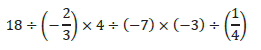 18 ÷ (−2/3) × 4 ÷ (−7) × (−3) ÷ (1/4)